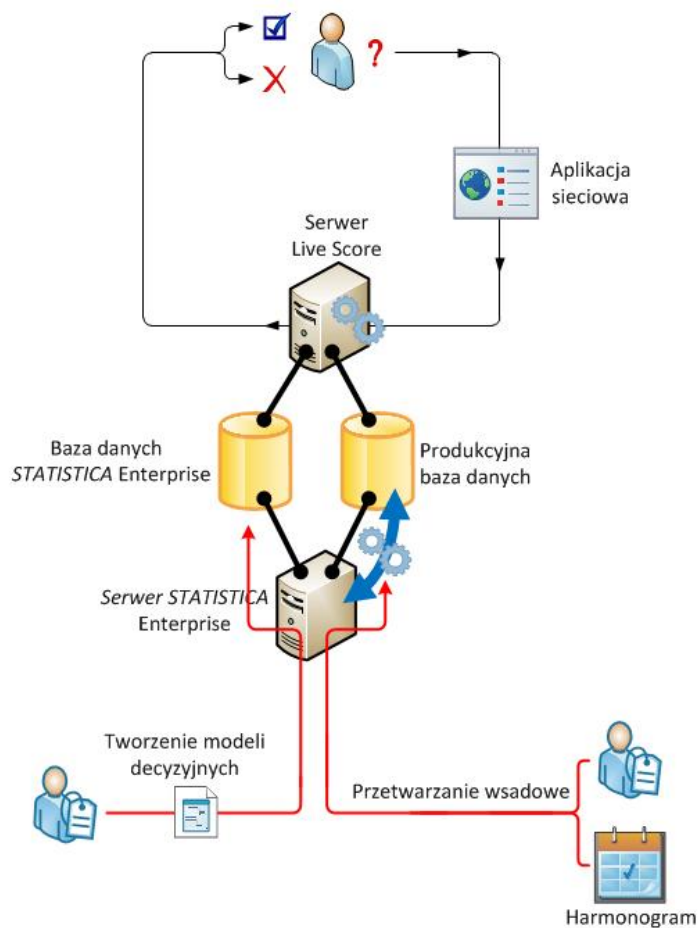 ?
Aplikacja
sieciowa
Serwer
Live Score
Baza danych
STATISTICA Enterprise
Produkcyjna
baza danych
Serwer STATISTICA
Enterprise
Tworzenie modeli
decyzyjnych
Przetwarzanie wsadowe
Harmonogram